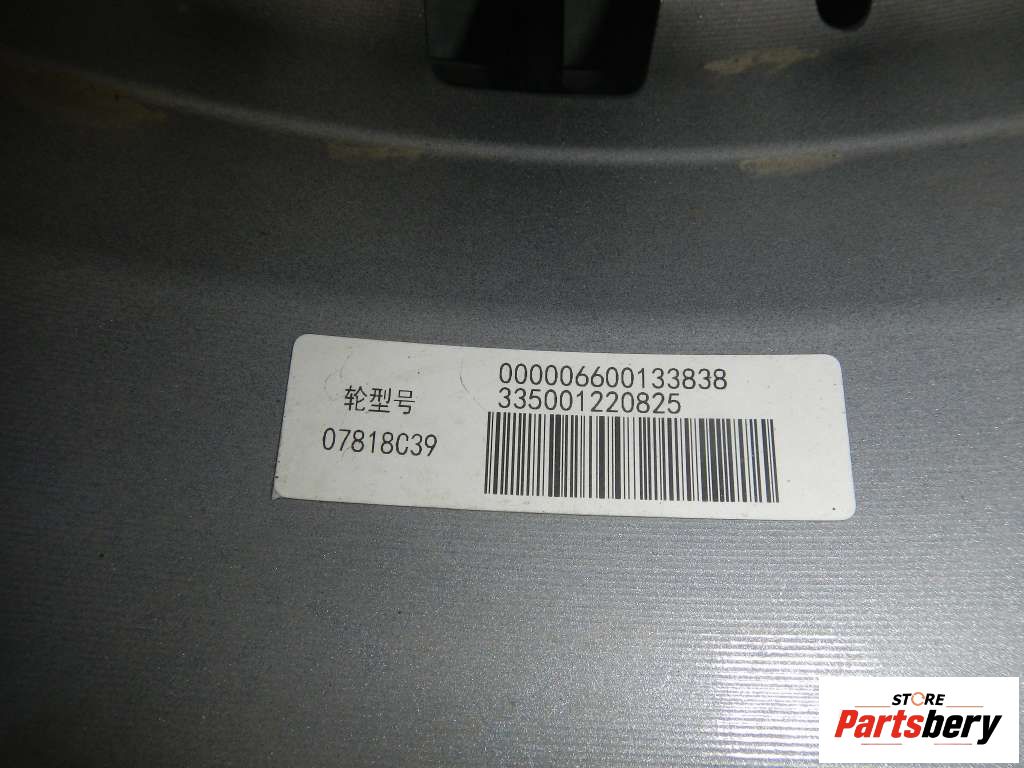 轮型号
07818C39
000006600133838
335001220825
STORE
Partsbery